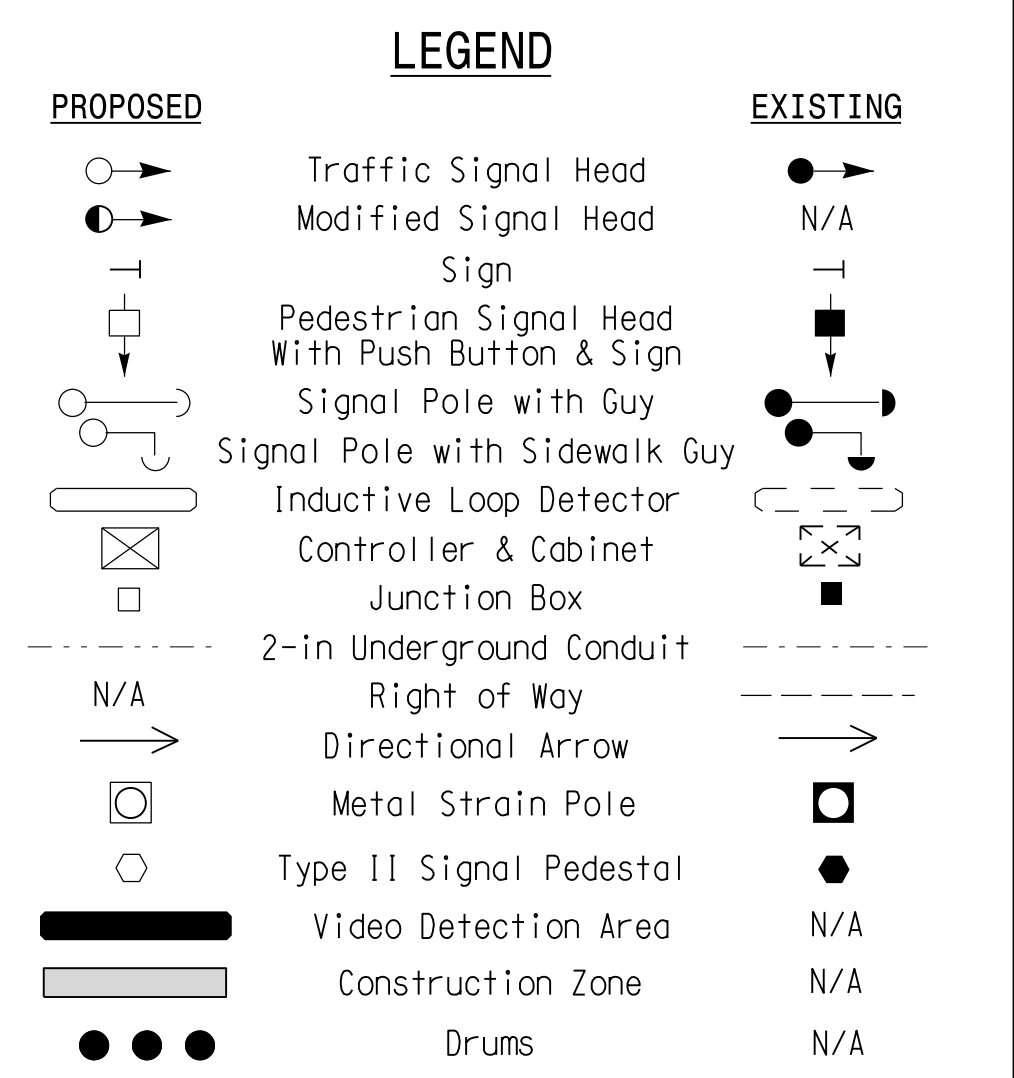 LEGEND
PROPOSED EXISTING
Traffic Signal Head
Modified Signal Head N/A
Sign
Pedestrian Signal Head
With Push Button & Sign
Signal Pole with Guy
Signal Pole with Sidewalk Guy
Inductive Loop Detector
Controller & Cabinet
Junction Box
2-in Underground Conduit
N/A Right of Way
Directional Arrow
Metal Strain Pole
Type II Signal Pedestal
Video Detection Area N/A
Construction Zone N/A
Drums N/A